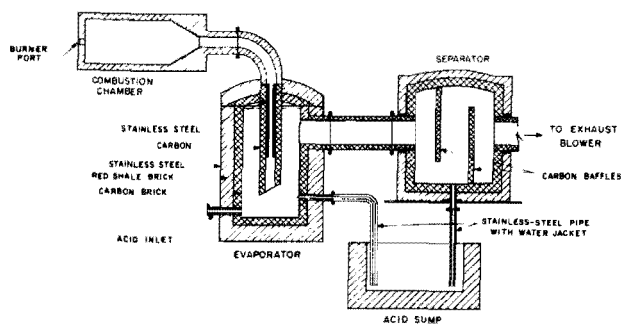 BURNER
PORT
COMBUSTION
CHAMBER
SEPARATOR
STAINLESS STEEL
CARBON
TO EXHAUST
BLOWER
STAINLESS STEEL
RED SHALE BRICK
CARBON BRICK
CARBON BAFFLES
ACID INLET
EVAPORATOR
STAINLESS-STEEL PIPE
WITH WATER JACKET
ACID SUMP